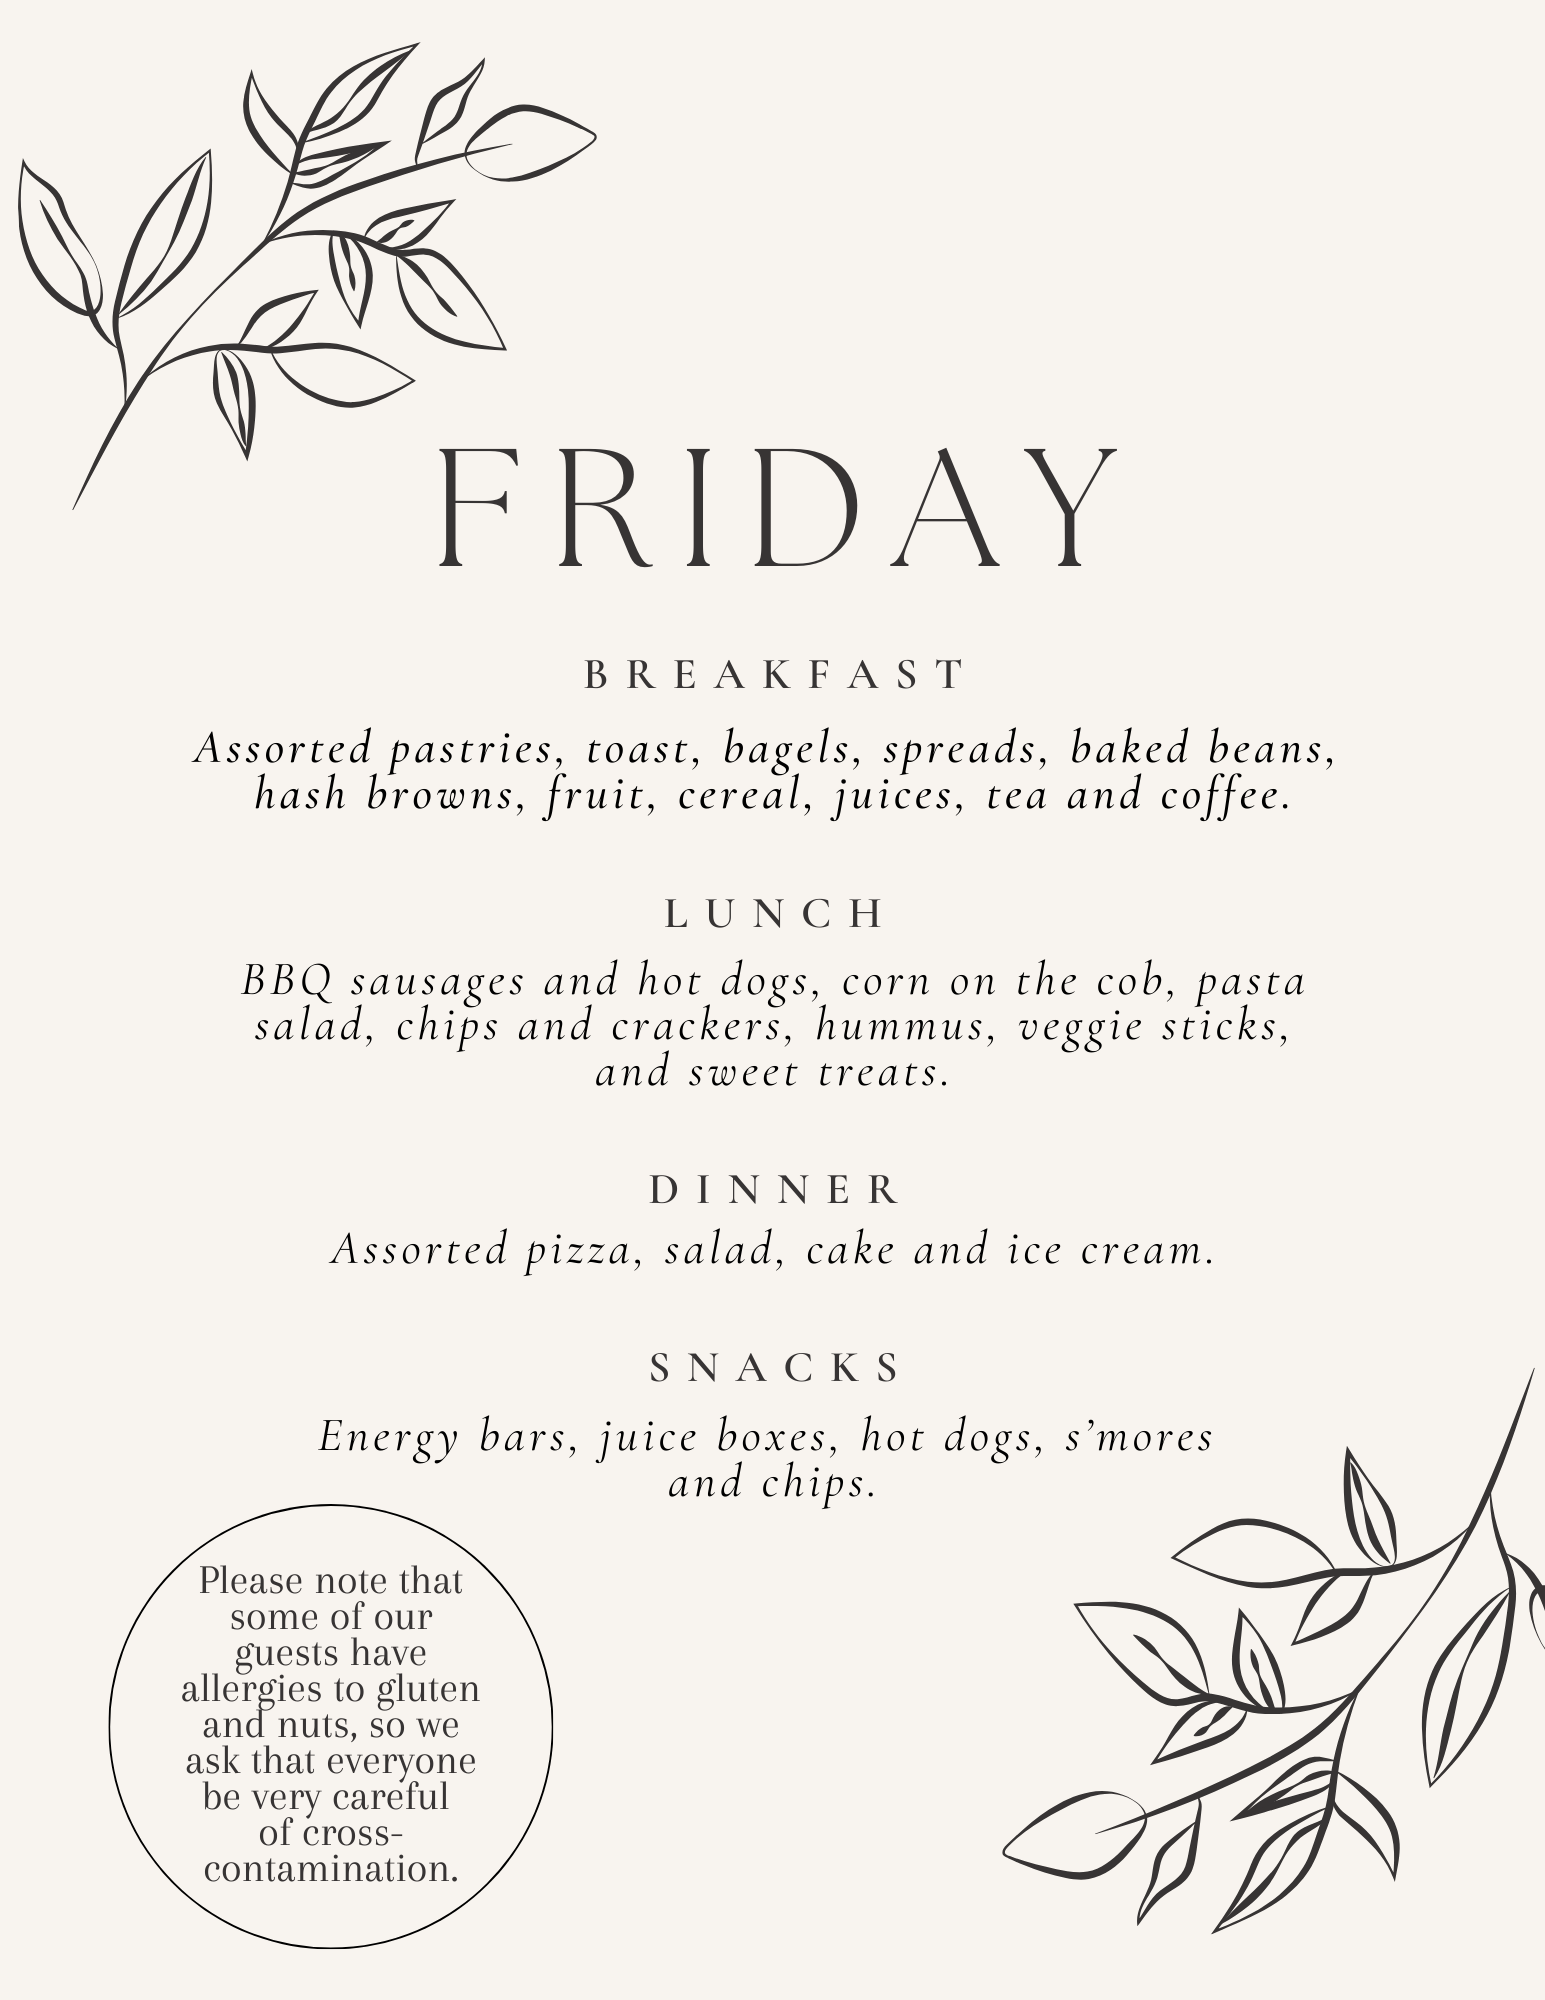 FRIDAY
BREAKFAST
Assorted pastries, toast, bagels, spreads, baked beans,
hash browns, fruit, cereal, juices, tea and coffee.
LUNCH
BBQ sausages and hot dogs, corn on the cob, pasta
salad, chips and crackers, hummus, veggie sticks,
and sweet treats.
DINNER
Assorted pizza, salad, cake and ice cream.
SNACKS
Energy bars, juice boxes, hot dogs, s’mores
and chips.
Please note that
some of our
guests have
allergies to gluten
and nuts, so we
ask that everyone
be very careful
of cross-
contamination.